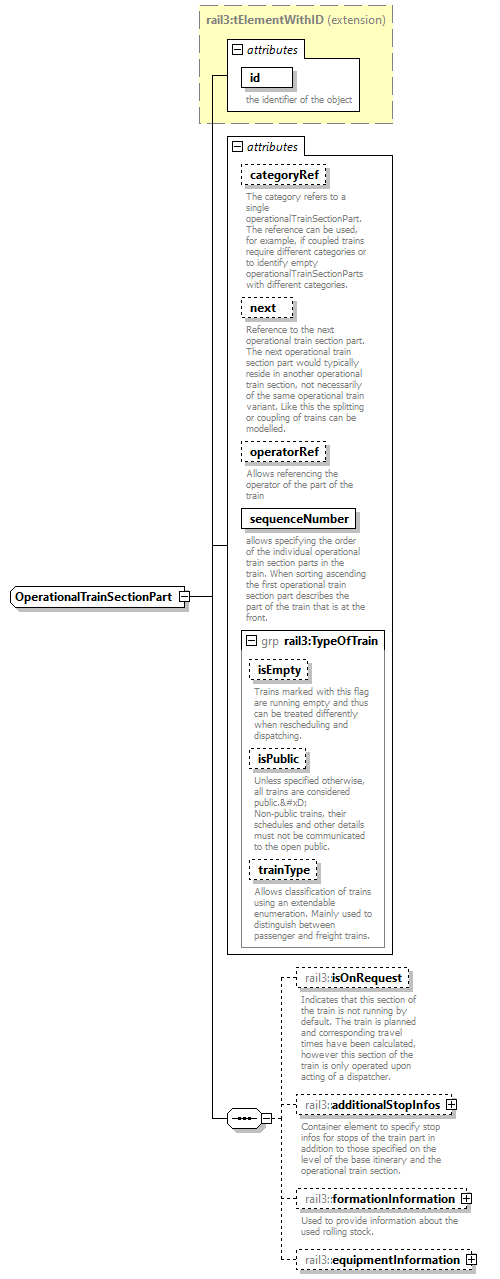 rail3:tElementWithID (extension)
attributes
id
the identifier of the object
attributes
categoryRef
The category refers to a
single
operationalTrainSectionPart.
The reference can be used,
for example, if coupled trains
require different categories or
to identify empty
operationalTrainSectionParts
with different categories.
next
Reference to the next
operational train section part.
The next operational train
section part would typically
reside in another operational
train section, not necessarily
of the same operational train
variant. Like this the splitting
or coupling of trains can be
modelled.
operatorRef
Allows referencing the
operator of the part of the
train
sequenceNumber
allows specifying the order
of the individual operational
train section parts in the
train. When sorting ascending
the first operational train
section part describes the
part of the train that is at the
front.
OperationalTrainSectionPart
grp rail3:TypeOfTrain
isEmpty
Trains marked with this flag
are running empty and thus
can be treated differently
when rescheduling and
dispatching.
isPublic
Unless specified otherwise,
all trains are considered
public.&#xD;
Non-public trains, their
schedules and other details
must not be communicated
to the open public.
trainType
Allows classification of trains
using an extendable
enumeration. Mainly used to
distinguish between
passenger and freight trains.
rail3::isOnRequest
Indicates that this section of
the train is not running by
default. The train is planned
and corresponding travel
times have been calculated,
however this section of the
train is only operated upon
acting of a dispatcher.
rail3::additionalStopInfos
Container element to specify stop
infos for stops of the train part in
addition to those specified on the
level of the base itinerary and the
operational train section.
rail3::formationInformation
Used to provide information about the
used rolling stock.
rail3::equipmentInformation